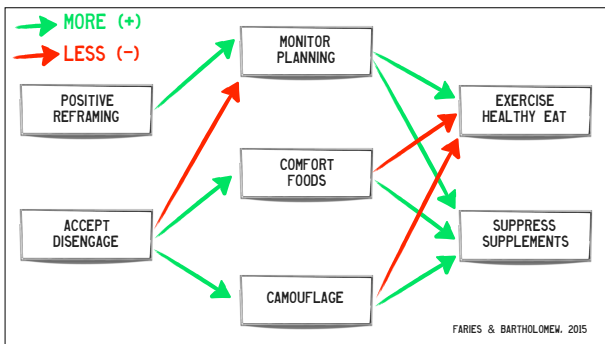 MORE (+)
LESS (-)
POSITIVE
REFRAMING
ACCEPT
DISENGAGE
MONITOR
PLANNING
COMFORT
FOODS
CAMOUFLAGE
EXERCISE
HEALTHY EAT
SUPPRESS
SUPPLEMENTS
FARIES & BARTHOLOMEW, 2015